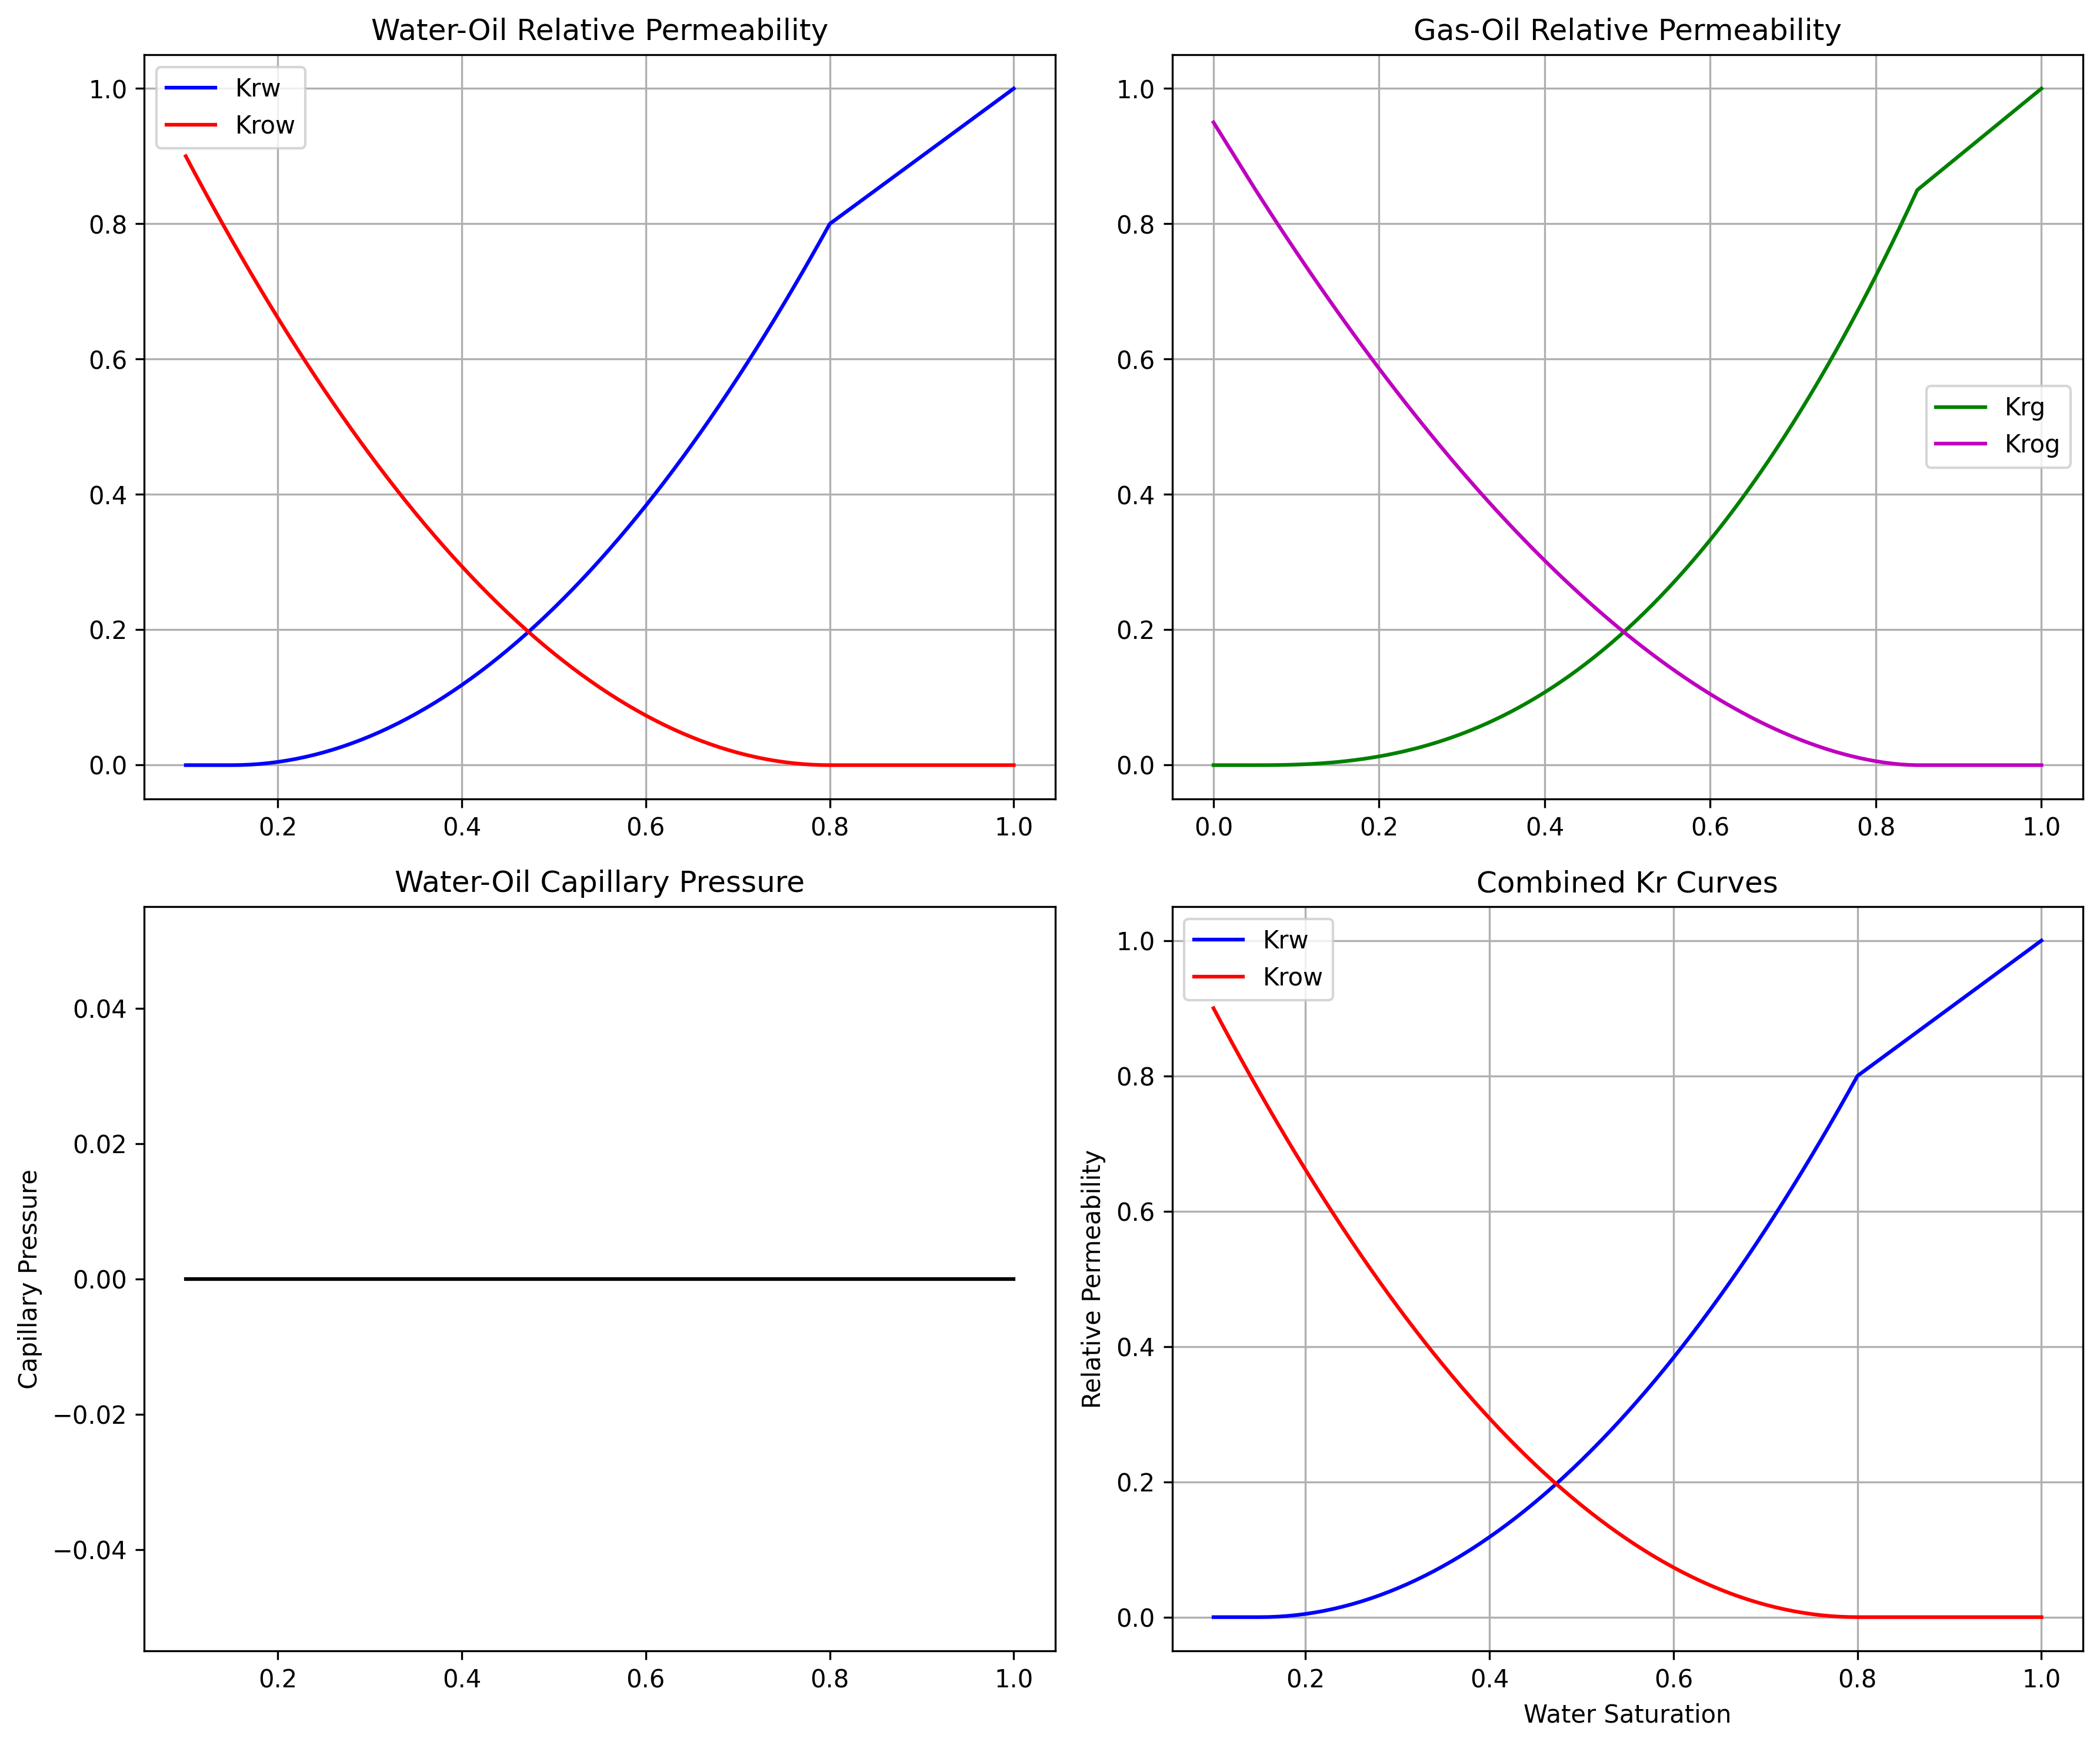 Water-Oil Relative Permeability
1.0
0.8
0.6
0.4
0.2
0.0
Krw
Krow
0.2 0.4 0.6 0.8 1.0
Gas-Oil Relative Permeability
1.0
0.8
0.6
0.4
0.2
0.0
Krg
Krog
0.0 0.2 0.4 0.6 0.8 1.0
Water-Oil Capillary Pressure
Capillary Pressure
0.04
0.02
0.00
−0.02
−0.04
0.2 0.4 0.6 0.8 1.0
Combined Kr Curves
Relative Permeability
1.0
0.8
0.6
0.4
0.2
0.0
Krw
Krow
0.2 0.4 0.6 0.8 1.0
Water Saturation